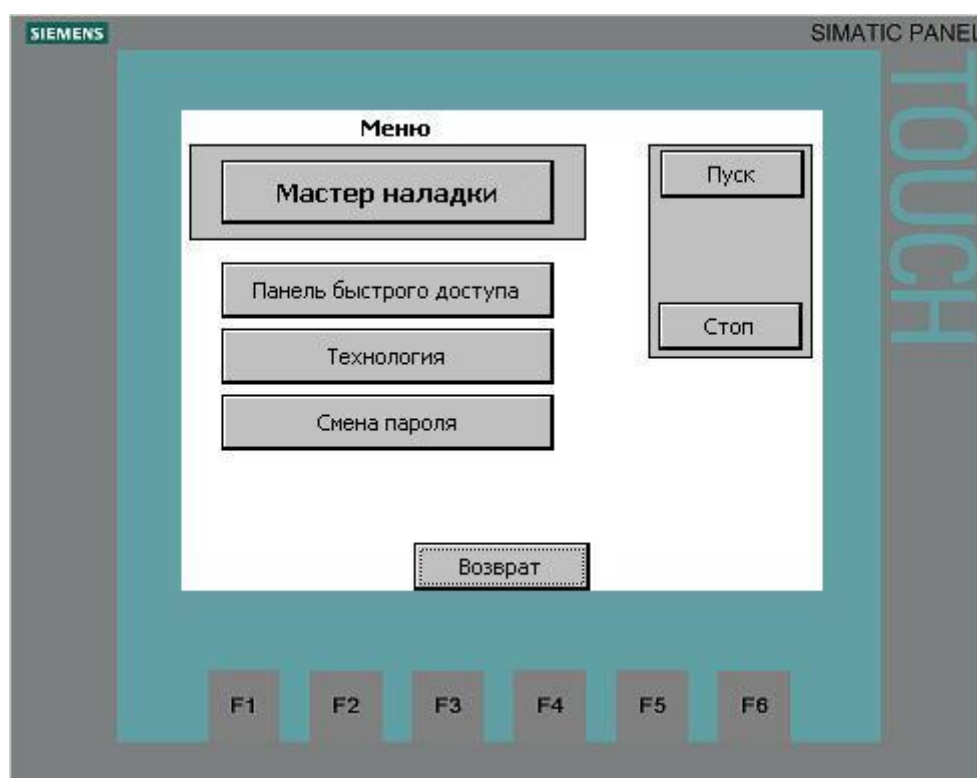 SIEMENS
SIMATIC PANEL
TOUCH
Меню
Мастер наладки
Пуск
Панель быстрого доступа
Стоп
Технология
Смена пароля
Возврат
F1 F2 F3 F4 F5 F6